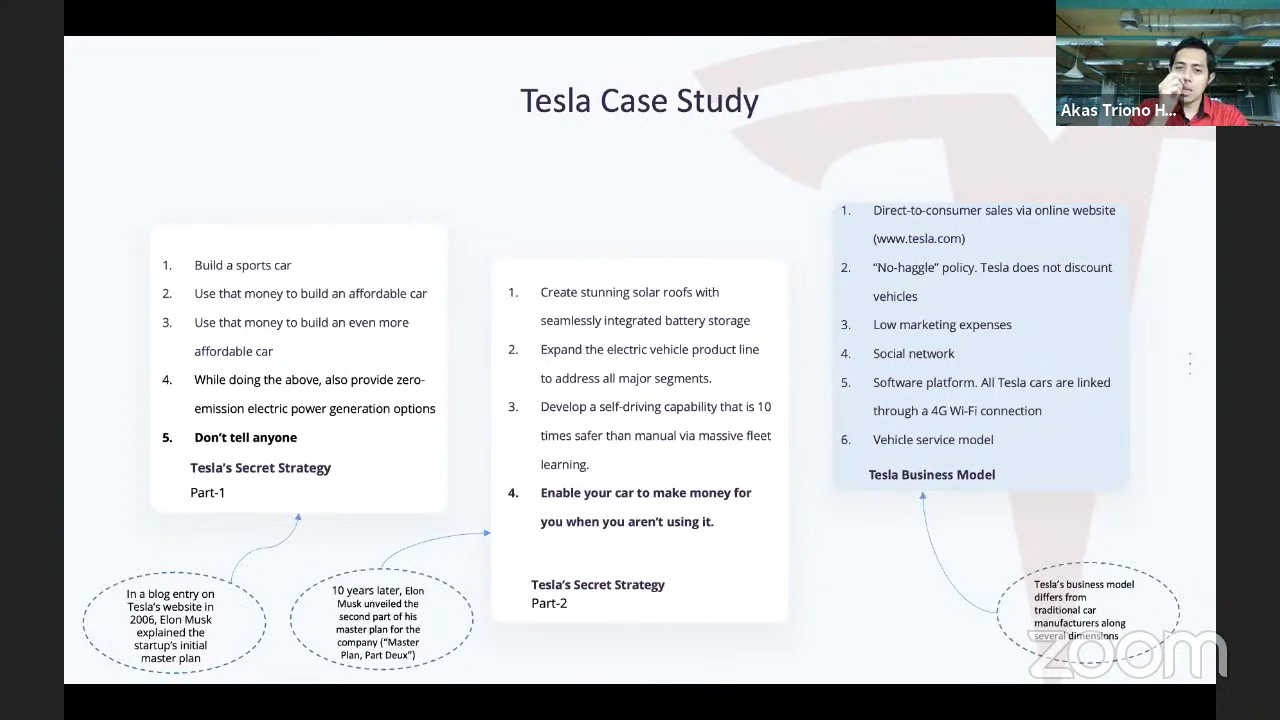 Tesla Case Study
Akas Triono H...
1. Build a sports car
2. Use that money to build an affordable car
3. Use that money to build an even more
affordable car
4. While doing the above, also provide zero-
emission electric power generation options
5. Don't tell anyone
Tesla's Secret Strategy
Part-1
1. Create stunning solar roofs with
seamlessly integrated battery storage
2. Expand the electric vehicle product line
to address all major segments.
3. Develop a self-driving capability that is 10
times safer than manual via massive fleet
learning.
4. Enable your car to make money for
you when you aren't using it.
Tesla's Secret Strategy
Part-2
1. Direct-to-consumer sales via online website
(www.tesla.com)
2. “No-haggle” policy. Tesla does not discount
vehicles
3. Low marketing expenses
4. Social network
5. Software platform. All Tesla cars are linked
through a 4G Wi-Fi connection
6. Vehicle service model
Tesla Business Model
In a blog entry on
Tesla's website in
2006, Elon Musk
explained the
startup's initial
master plan
10 years later, Elon
Musk unveiled the
second part of his
master plan for the
company (“Master
Plan, Part Deux”)
Tesla's business model
differs from
traditional car
manufacturers along
several dimensions
zoom